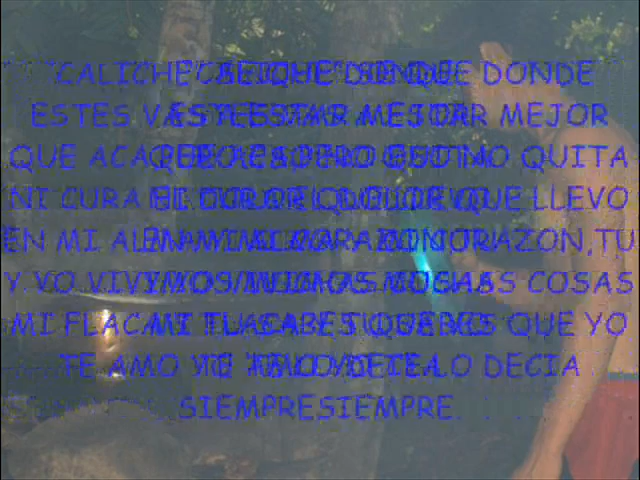 "CALICHE" SE QUE DONDE
ESTES VAS A ESTAR MEJOR
QUE ACA PERO ESO NO QUITA
NI CURA EL DOLOR QUE LLEVO
EN MI ALMA Y MI CORAZON,TU
Y YO VIVIMOS MUCHAS COSAS
MI FLACA TU SABES QUE YO
TE AMO Y TE LO DECIA
SIEMPRE